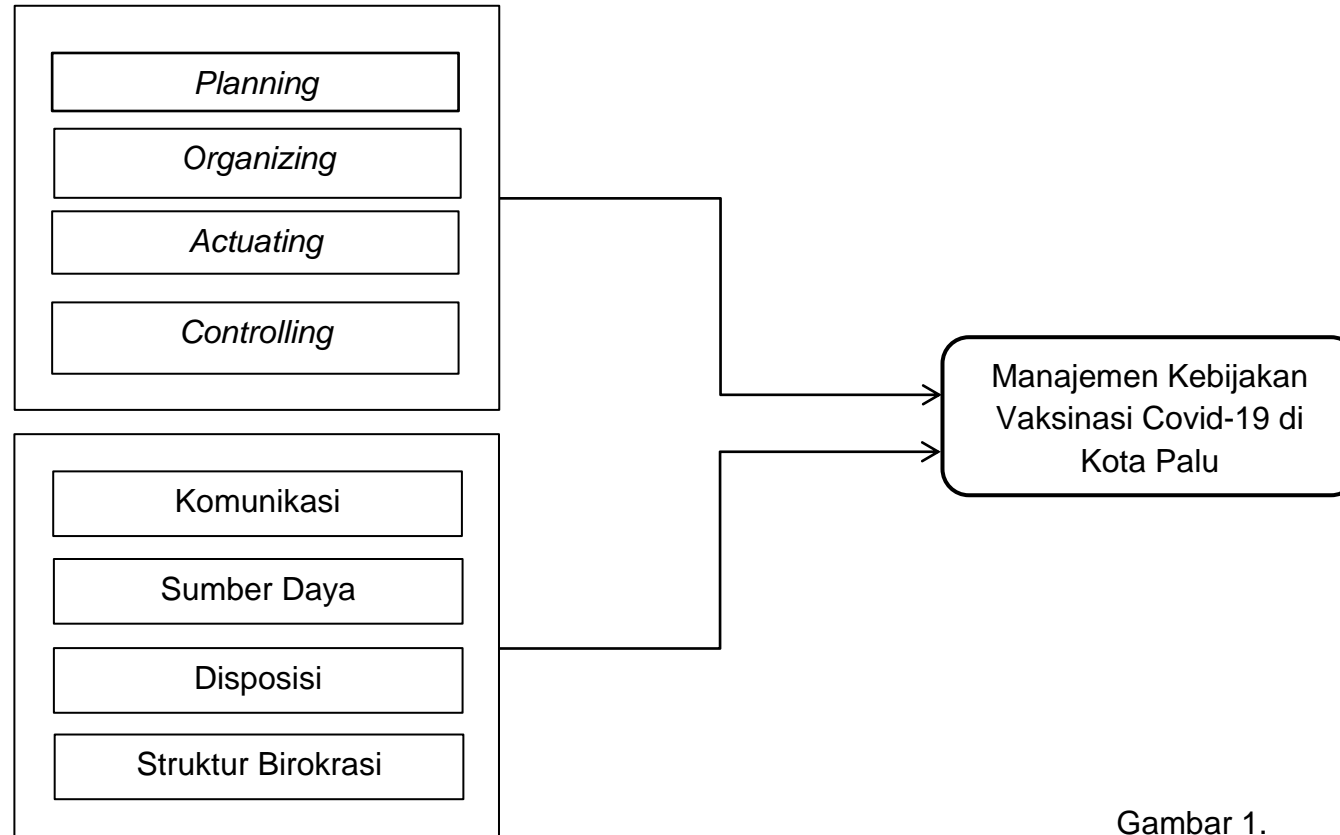 Planning
Organizing
Actuating
Controlling
Komunikasi
Sumber Daya
Disposisi
Struktur Birokrasi
Manajemen Kebijakan
Vaksinasi Covid-19 di
Kota Palu
Gambar 1.